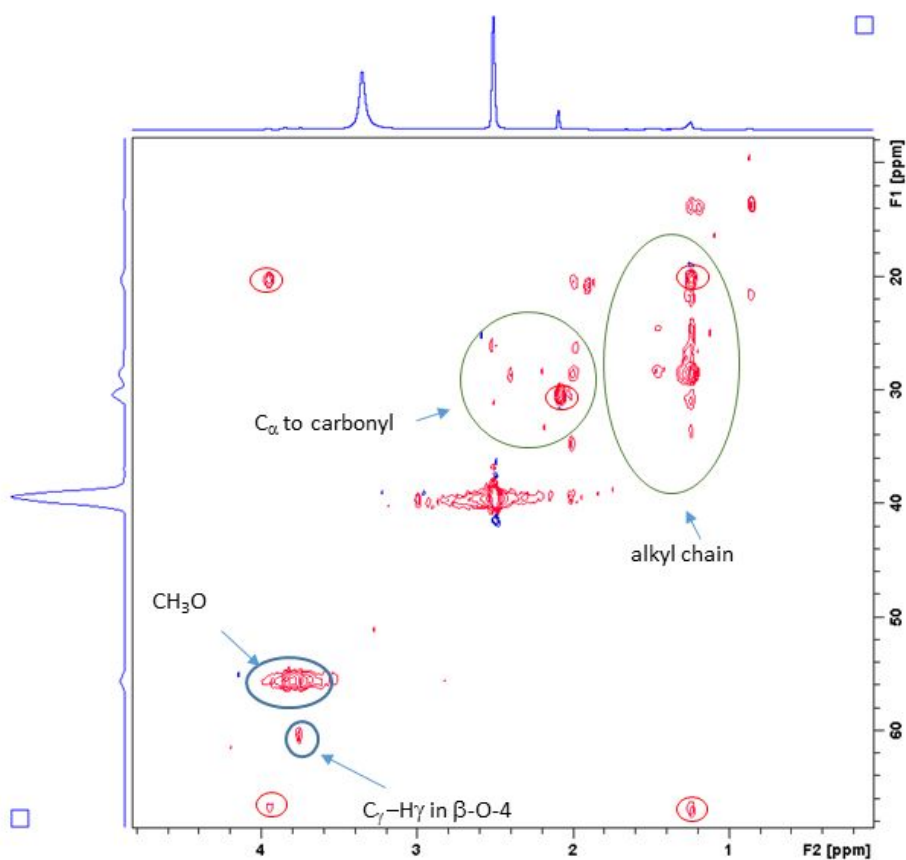 20
30
40
50
60
F1 [ppm]
4
3
2
1
F2 [ppm]
Cα to carbonyl
alkyl chain
CH₃O
Cγ–Hγ in β-O-4